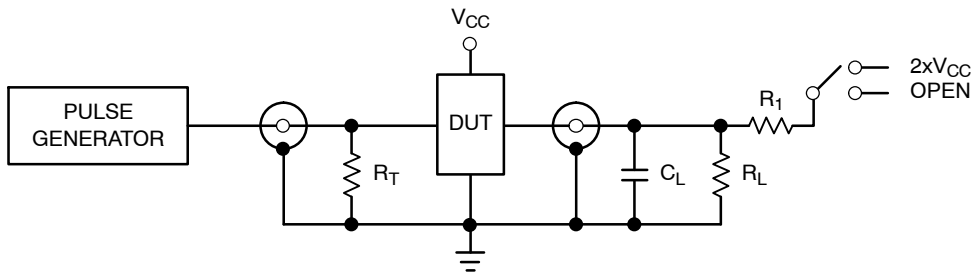 V_CC
2xV_CC
OPEN
PULSE
GENERATOR
DUT
R_1
R_T
C_L
R_L